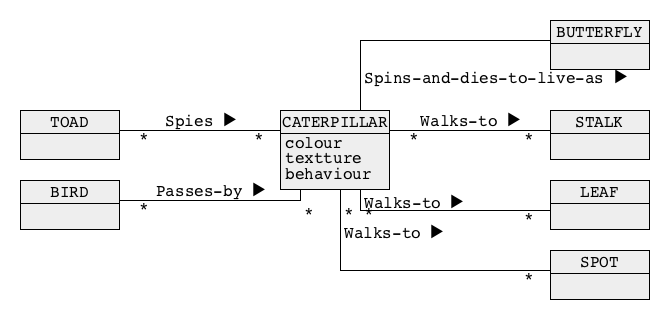 BUTTERFLY
Spins-and-dies-to-live-as ▶
TOAD
Spies ▶
* *
CATERPILLAR
colour
textture
behaviour
Walks-to ▶
* *
STALK
BIRD
Passes-by ▶
*
* * *
Walks-to ▶
*
LEAF
Walks-to ▶
*
SPOT